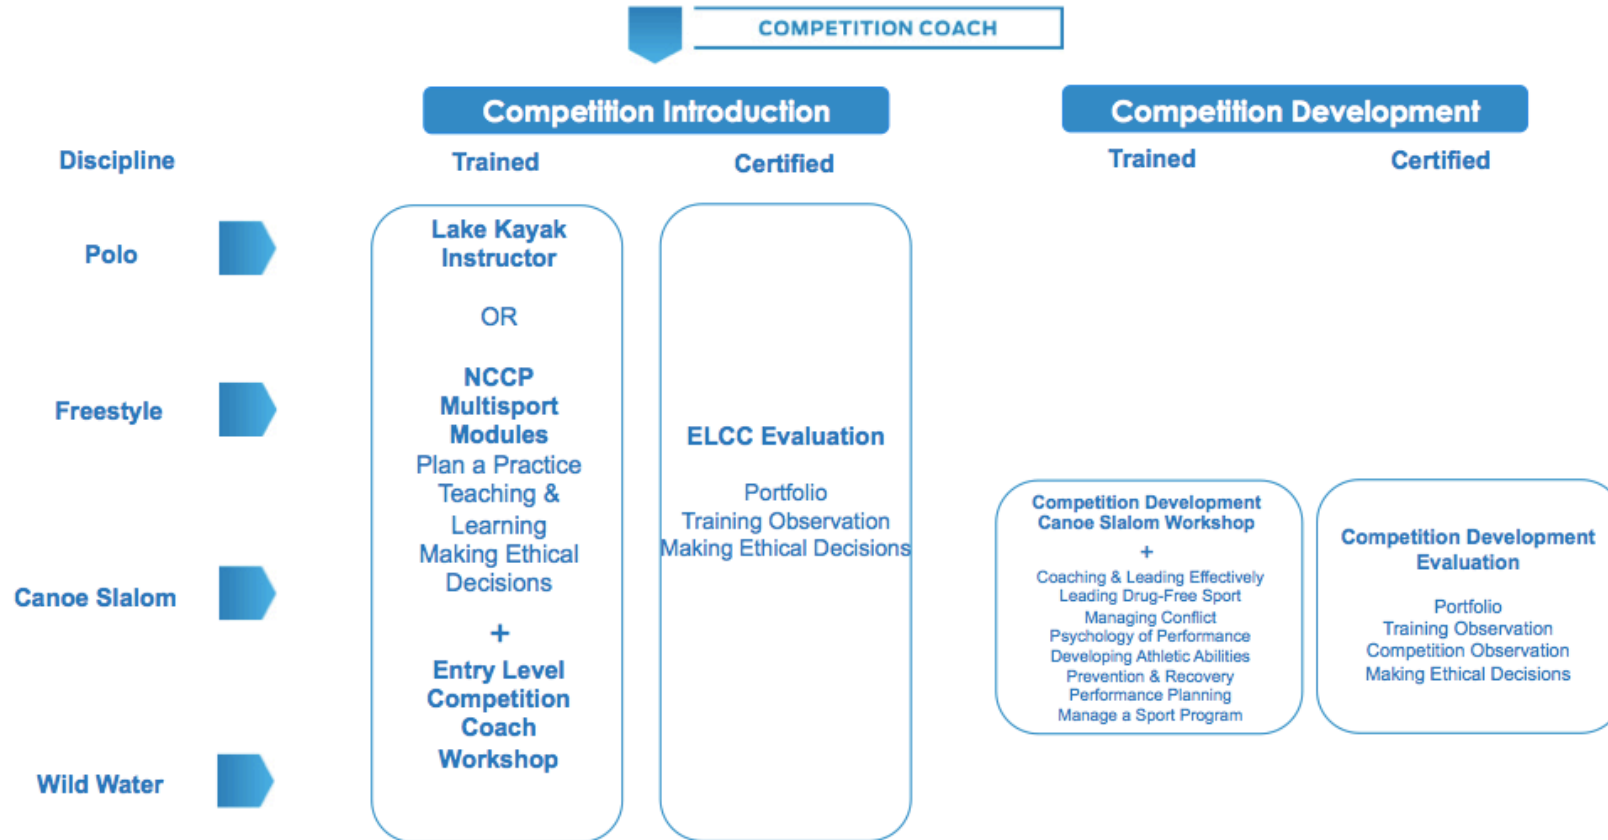 COMPETITION COACH
Competition Introduction
Competition Development
Discipline
Trained
Certified
Trained
Certified
Polo
Freestyle
Canoe Slalom
Wild Water
Lake Kayak
Instructor
OR
NCCP
Multisport
Modules
Plan a Practice
Teaching &
Learning
Making Ethical
Decisions
+
Entry Level
Competition
Coach
Workshop
ELCC Evaluation
Portfolio
Training Observation
Making Ethical Decisions
Competition Development
Canoe Slalom Workshop
+
Coaching & Leading Effectively
Leading Drug-Free Sport
Managing Conflict
Psychology of Performance
Developing Athletic Abilities
Prevention & Recovery
Performance Planning
Manage a Sport Program
Competition Development
Evaluation
Portfolio
Training Observation
Competition Observation
Making Ethical Decisions